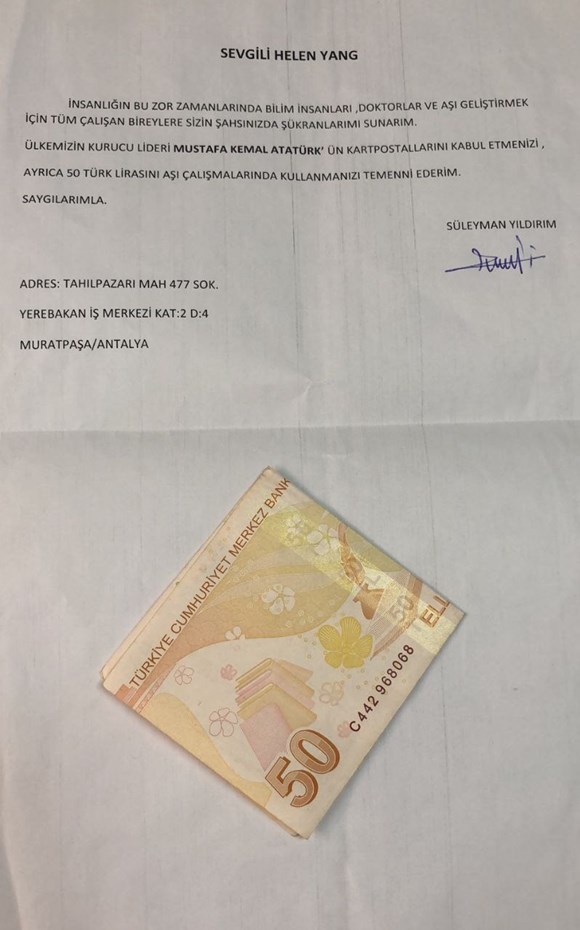 SEVGİLİ HELEN YANG
İNSANLIĞIN BU ZOR ZAMANLARINDA BİLİM İNSANLARI ,DOKTORLAR VE AŞI GELİŞTİRMEK
İÇİN TÜM ÇALIŞAN BİREYLERE SİZİN ŞAHSINIZDA ŞÜKRANLARIMI SUNARIM.
ÜLKEMİZİN KURUCU LİDERİ MUSTAFA KEMAL ATATÜRK' ÜN KARTPOSTALLARINI KABUL ETMENİZİ ,
AYRICA 50 TÜRK LİRASINI AŞI ÇALIŞMALARINDA KULLANMANIZI TEMENNİ EDERİM.
SAYGILARIMLA.
SÜLEYMAN YILDIRIM
ADRES: TAHILPAZARI MAH 477 SOK.
YEREBAKAN İŞ MERKEZİ KAT:2 D:4
MURATPAŞA/ANTALYA
TÜRKİYE CUMHURİYET MERKEZ BANK
50
ELL
C442 968068
50